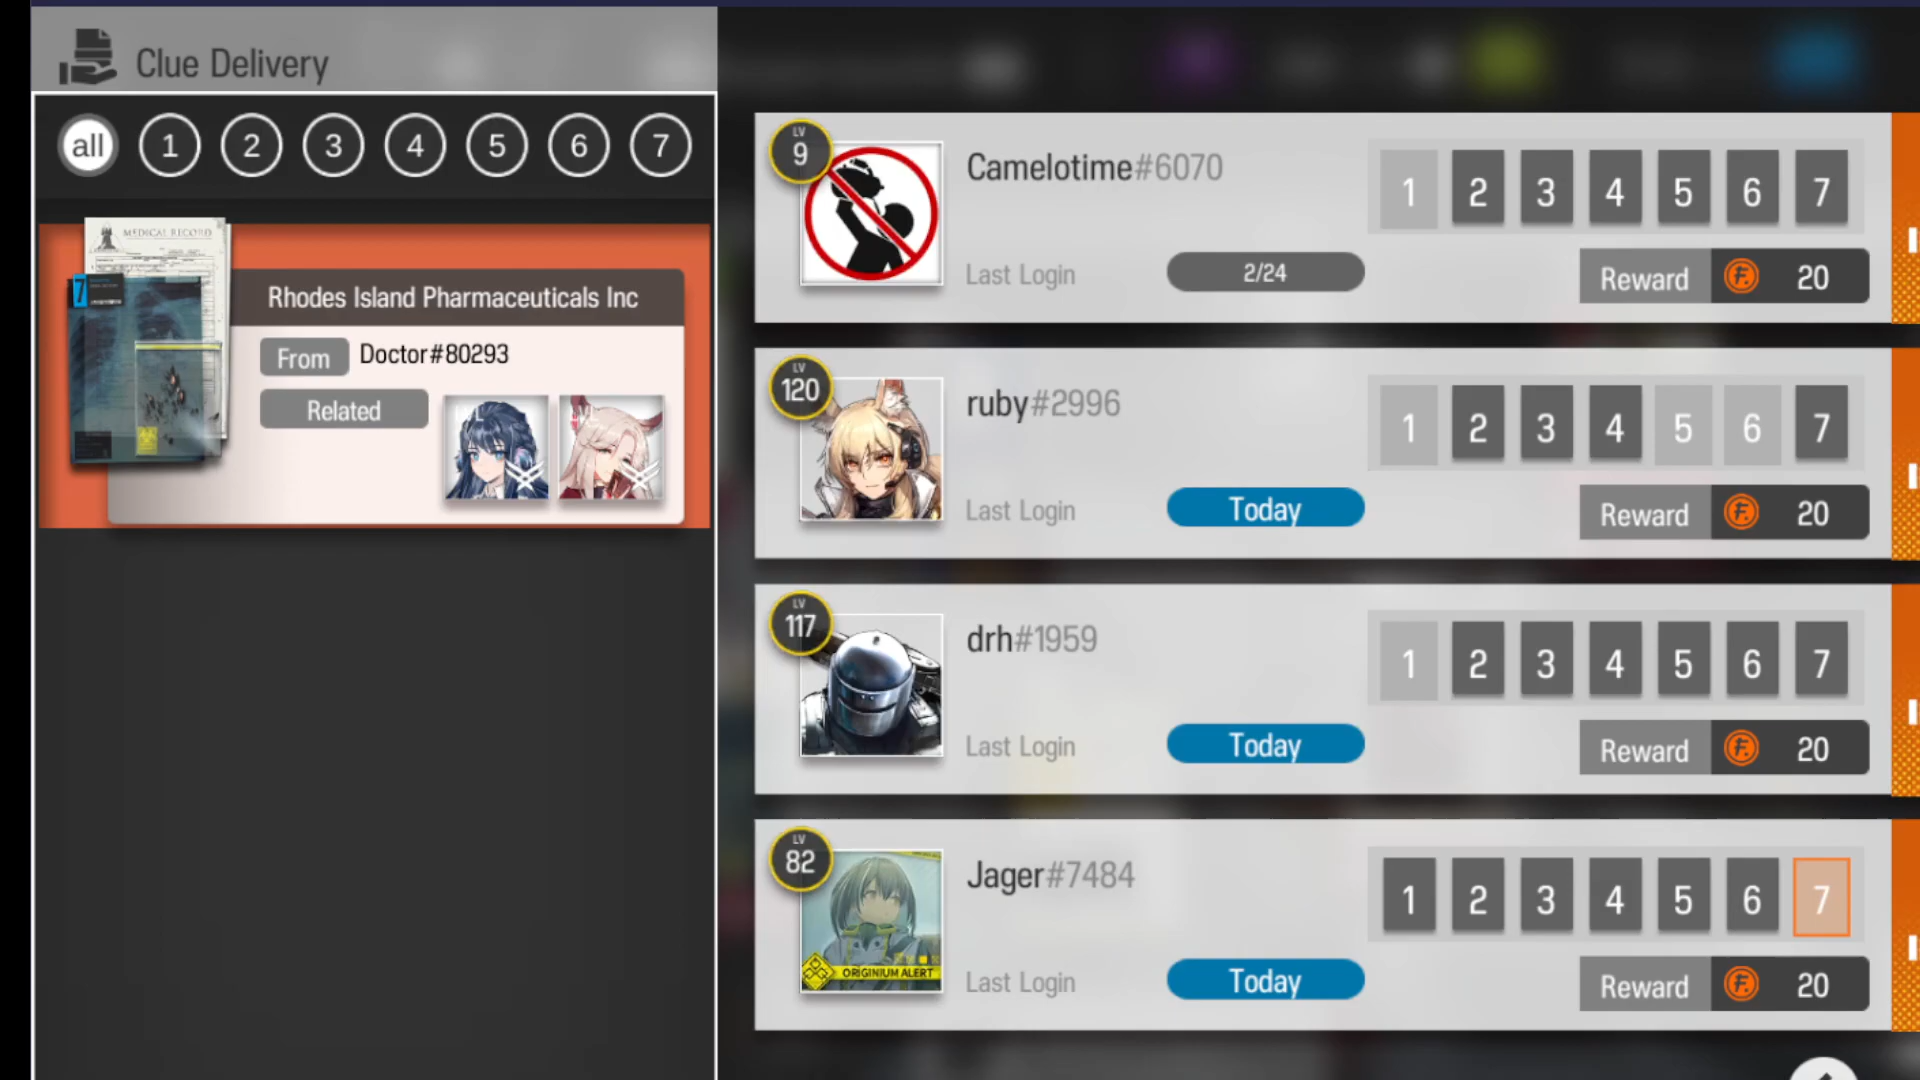 Clue Delivery
all 1 2 3 4 5 6 7
MEDICAL RECORD
7
Rhodes Island Pharmaceuticals Inc
From Doctor#80293
Related
LV 9
Camelotime#6070
1 2 3 4 5 6 7
Last Login 2/24
Reward 20
LV 120
ruby#2996
1 2 3 4 5 6 7
Last Login Today
Reward 20
LV 117
drh#1959
1 2 3 4 5 6 7
Last Login Today
Reward 20
LV 82
Jager#7484
1 2 3 4 5 6 7
ORIGINIUM ALERT
Last Login Today
Reward 20